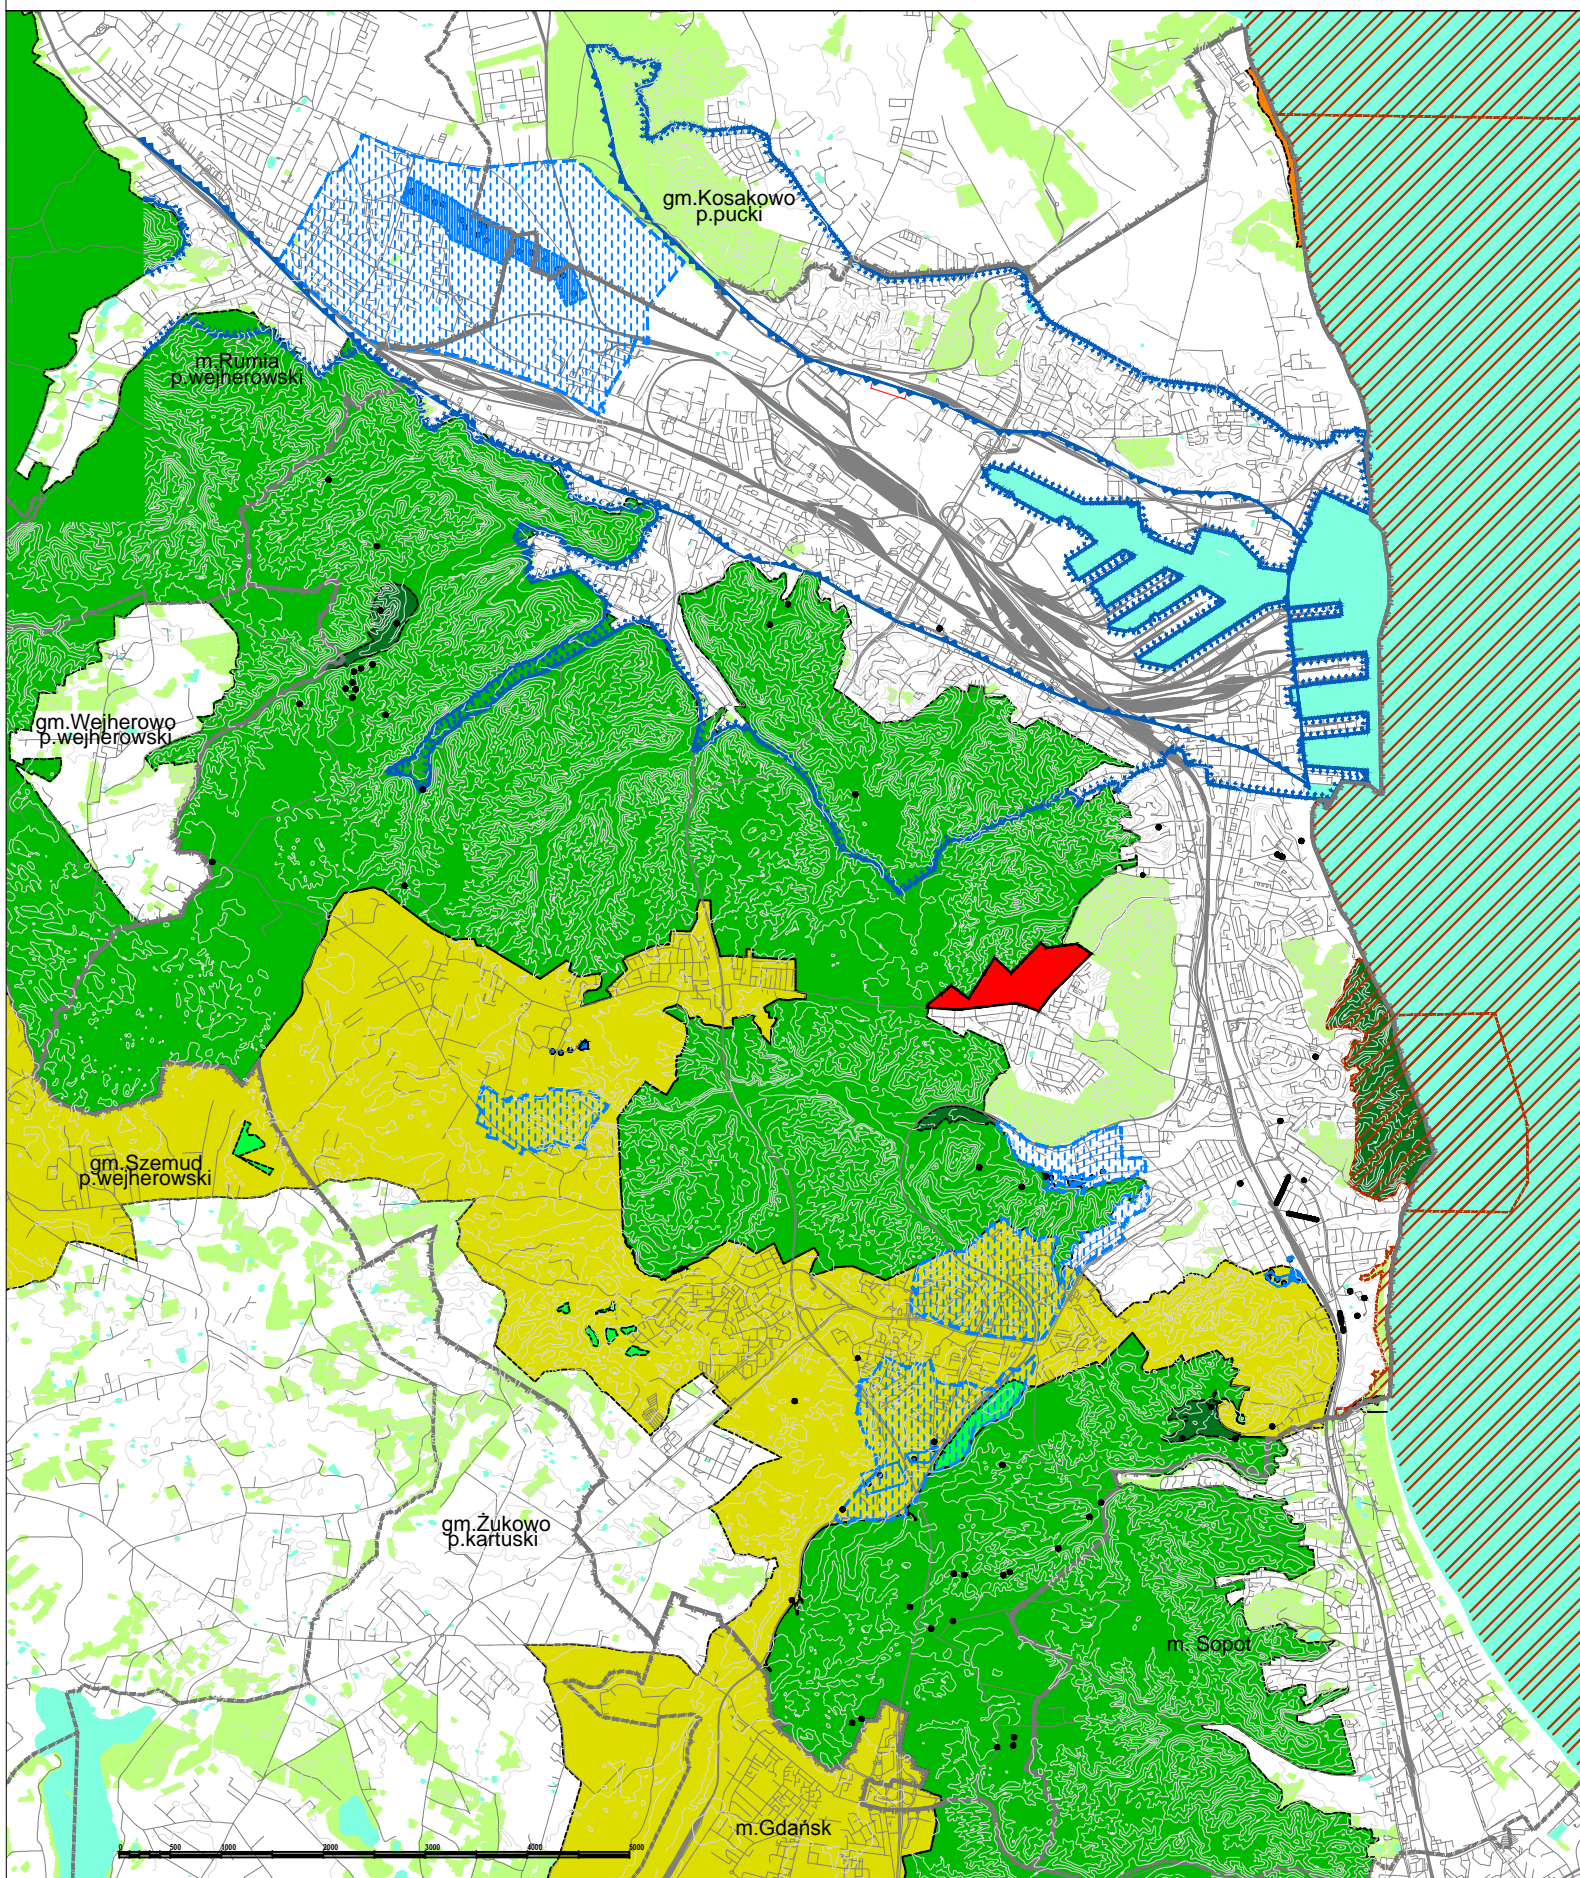 gm.Kosakowo
p.pucki
m.Rumia
p.wejherowski
gm.Wejherowo
p.wejherowski
gm.Szemud
p.wejherowski
gm.Żukowo
p.kartuski
m. Sopot
m.Gdańsk
0 500 1000 2000 3000 4000 5000